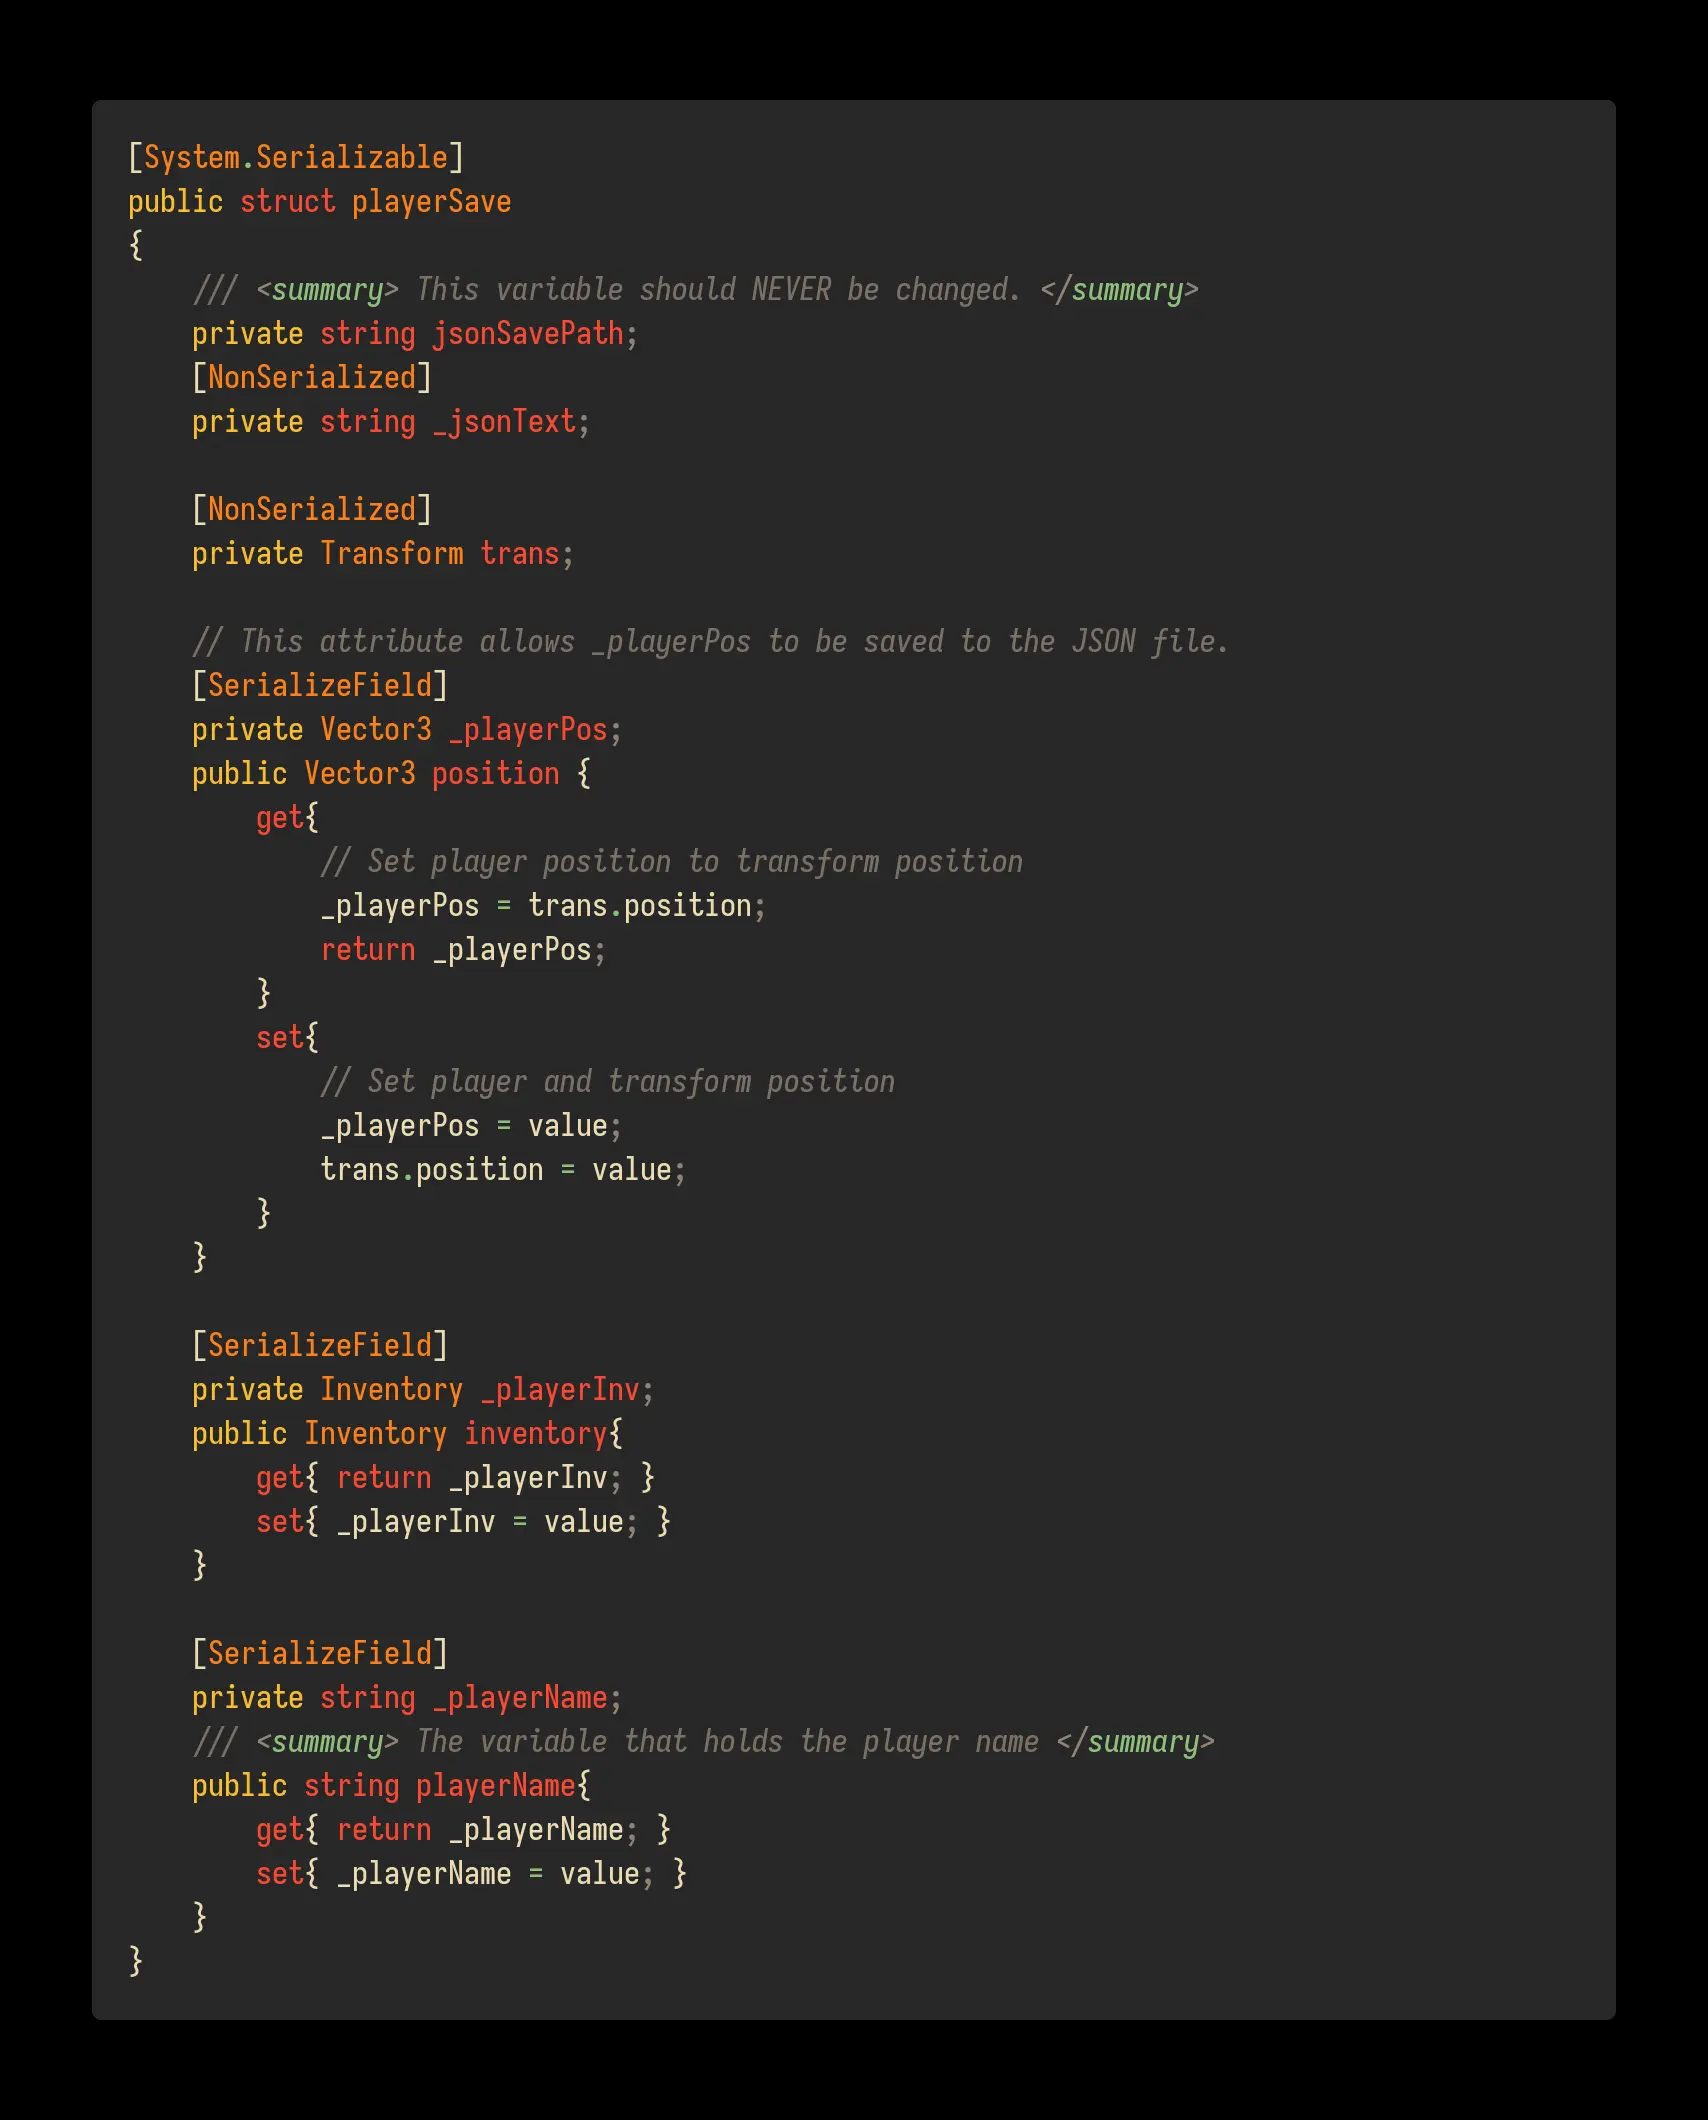 [System.Serializable]
public struct playerSave
{
    /// <summary> This variable should NEVER be changed. </summary>
    private string jsonSavePath;
    [NonSerialized]
    private string _jsonText;

    [NonSerialized]
    private Transform trans;

    // This attribute allows _playerPos to be saved to the JSON file.
    [SerializeField]
    private Vector3 _playerPos;
    public Vector3 position {
        get{
            // Set player position to transform position
            _playerPos = trans.position;
            return _playerPos;
        }
        set{
            // Set player and transform position
            _playerPos = value;
            trans.position = value;
        }
    }

    [SerializeField]
    private Inventory _playerInv;
    public Inventory inventory{
        get{ return _playerInv; }
        set{ _playerInv = value; }
    }

    [SerializeField]
    private string _playerName;
    /// <summary> The variable that holds the player name </summary>
    public string playerName{
        get{ return _playerName; }
        set{ _playerName = value; }
    }
}